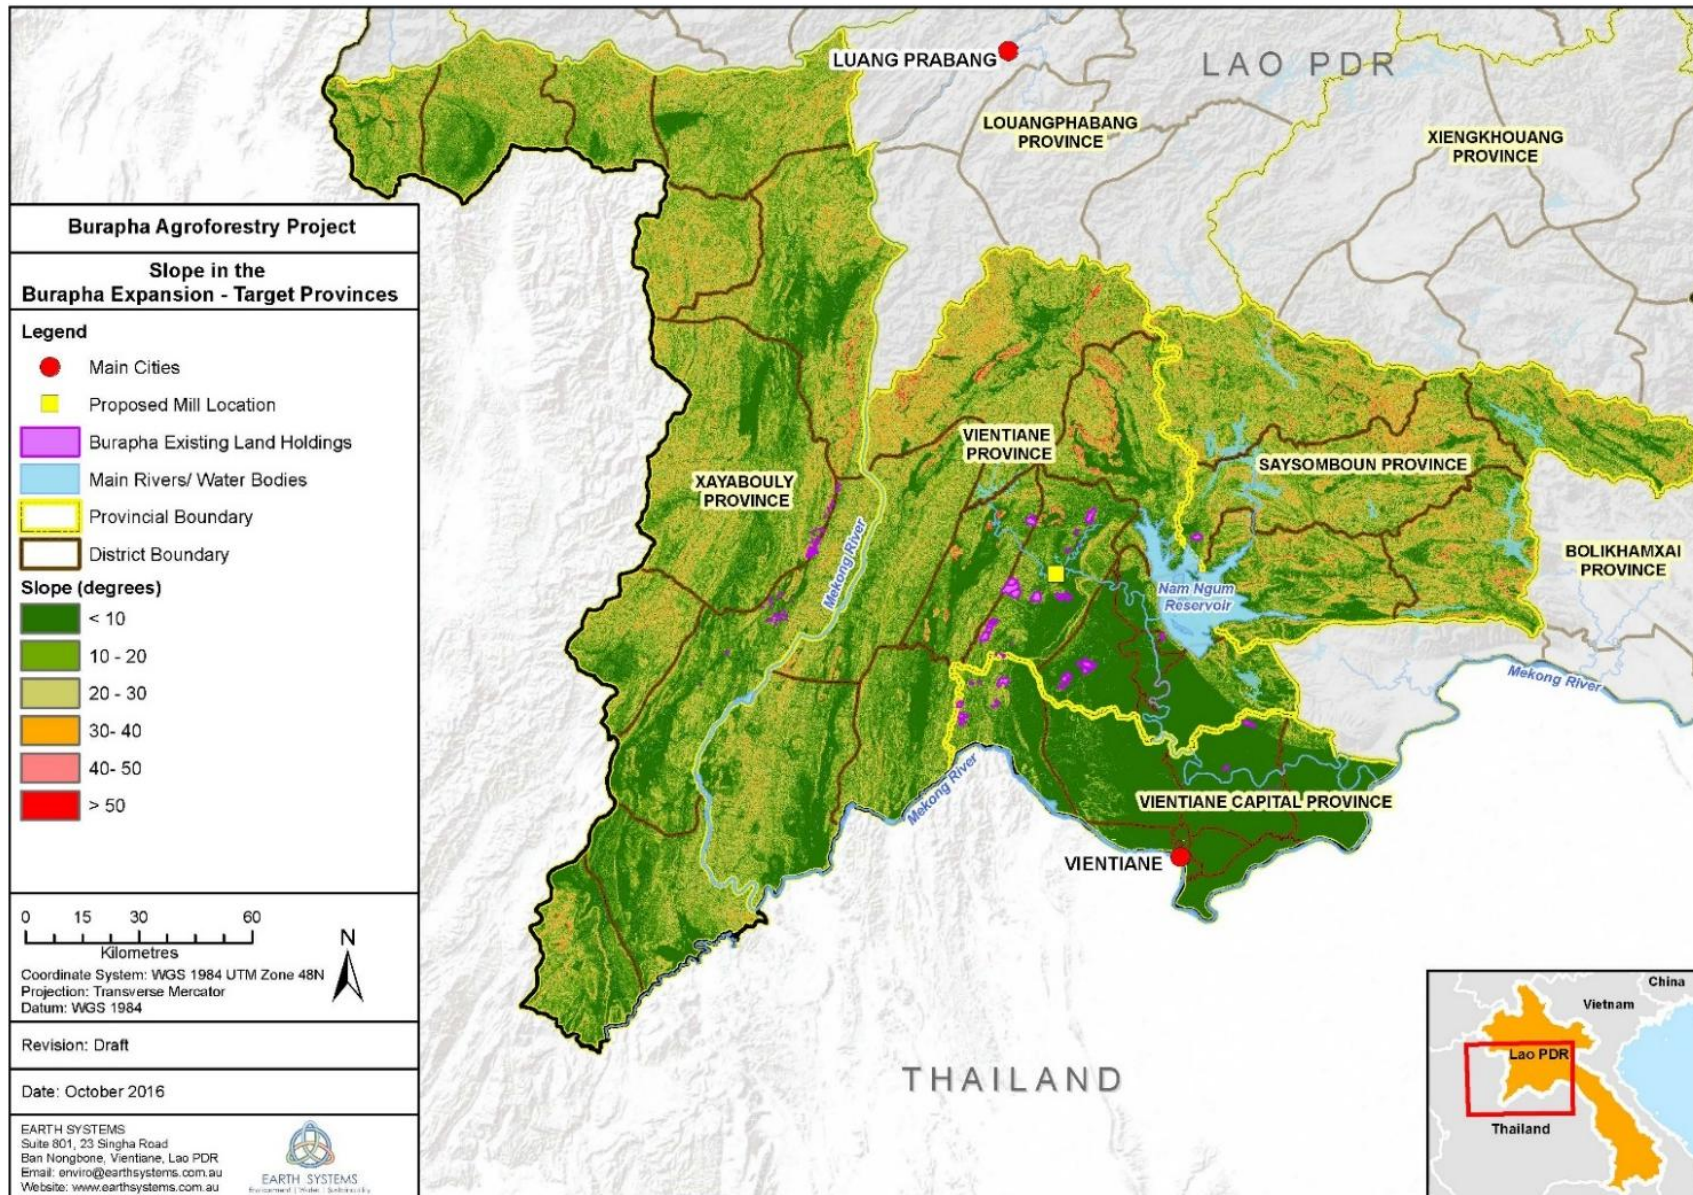 LUANG PRABANG
LAO PDR
LOUANGPHABANG
PROVINCE
XIENGKHOUANG
PROVINCE
Burapha Agroforestry Project
Slope in the
Burapha Expansion - Target Provinces
Legend
Main Cities
Proposed Mill Location
Burapha Existing Land Holdings
Main Rivers/ Water Bodies
Provincial Boundary
District Boundary
Slope (degrees)
< 10
10 - 20
20 - 30
30- 40
40- 50
> 50
0 15 30 60
Kilometres
N
Coordinate System: WGS 1984 UTM Zone 48N
Projection: Transverse Mercator
Datum: WGS 1984
Revision: Draft
Date: October 2016
EARTH SYSTEMS
Suite 801, 23 Singha Road
Ban Nongbone, Vientiane, Lao PDR
Email: enviro@earthsystems.com.au
Website: www.earthsystems.com.au
EARTH SYSTEMS
Environment | Water | Sustainability
VIENTIANE
PROVINCE
SAYSOMBOUN PROVINCE
XAYABOULY
PROVINCE
Mekong River
BOLIKHAMXAI
PROVINCE
Nam Ngum
Reservoir
Mekong River
Mekong River
VIENTIANE CAPITAL PROVINCE
VIENTIANE
THAILAND
China
Vietnam
Lao PDR
Thailand